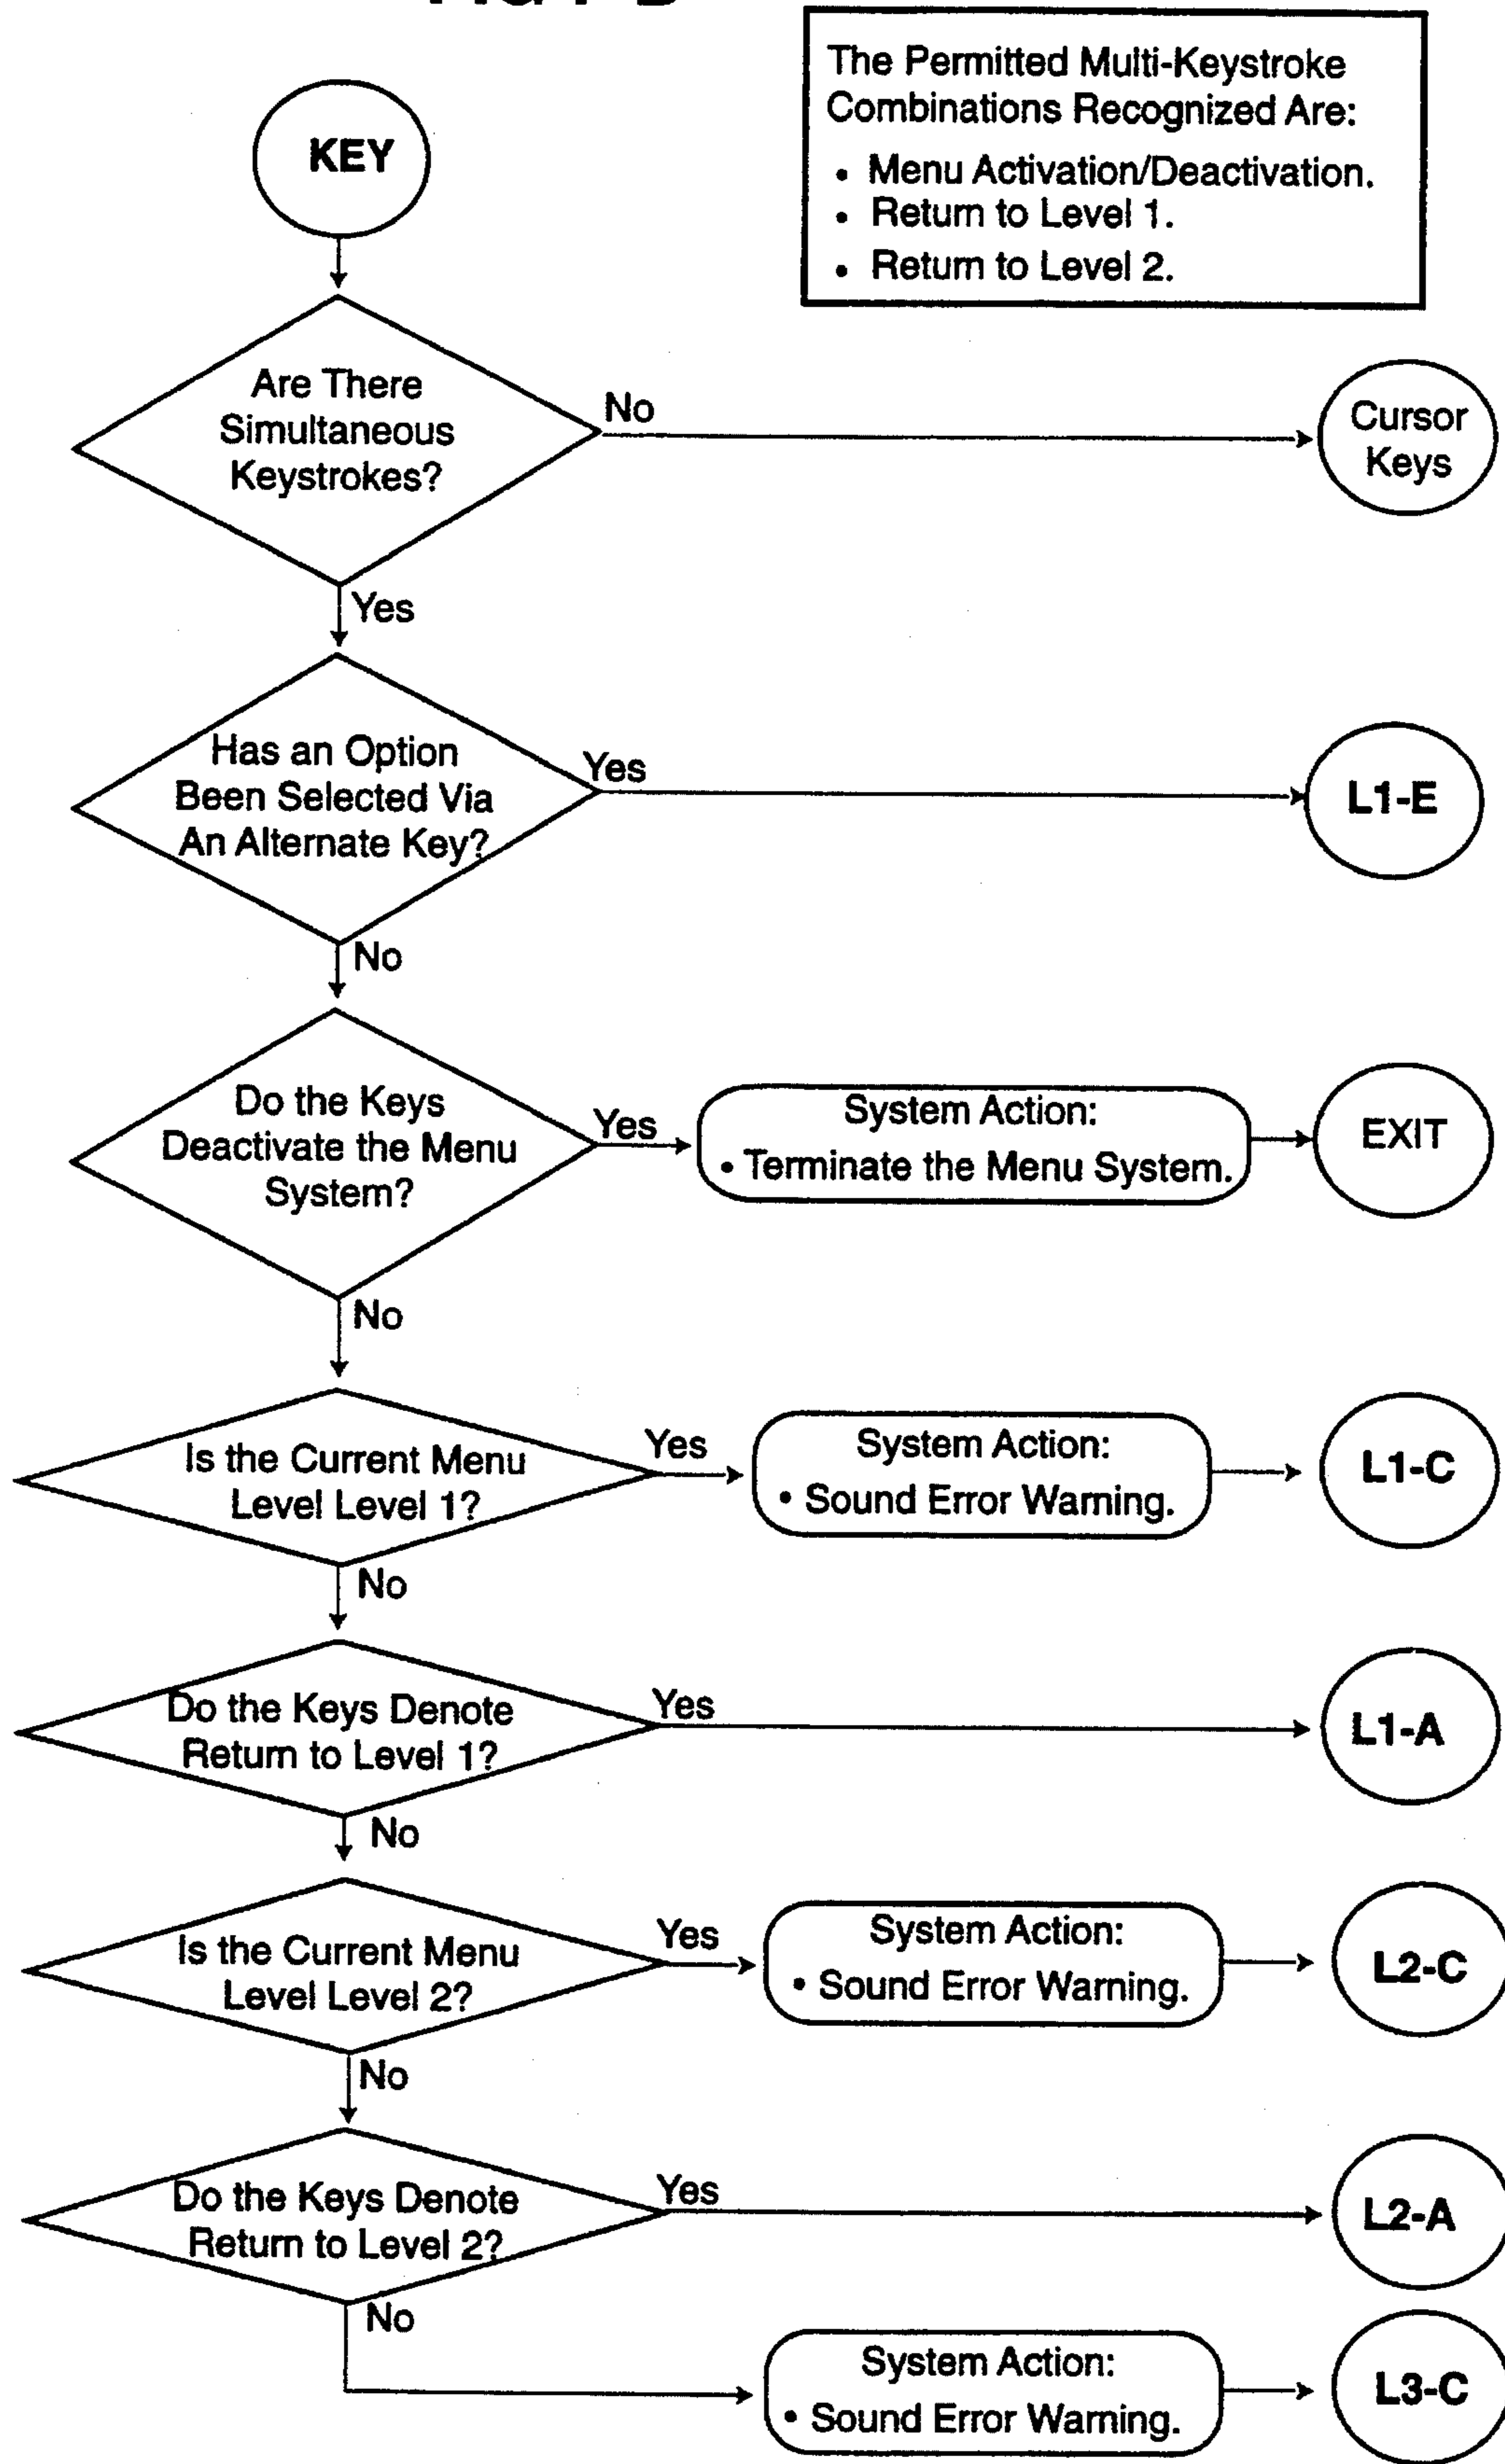 The Permitted Multi-Keystroke
Combinations Recognized Are:
• Menu Activation/Deactivation.
• Return to Level 1.
• Return to Level 2.
KEY
Are There
Simultaneous
Keystrokes?
No
Cursor
Keys
Yes
Has an Option
Been Selected Via
An Alternate Key?
Yes
L1-E
No
Do the Keys
Deactivate the Menu
System?
Yes
System Action:
• Terminate the Menu System.
EXIT
No
Is the Current Menu
Level Level 1?
Yes
System Action:
• Sound Error Warning.
L1-C
No
Do the Keys Denote
Return to Level 1?
Yes
L1-A
No
Is the Current Menu
Level Level 2?
Yes
System Action:
• Sound Error Warning.
L2-C
No
Do the Keys Denote
Return to Level 2?
Yes
L2-A
No
System Action:
• Sound Error Warning.
L3-C